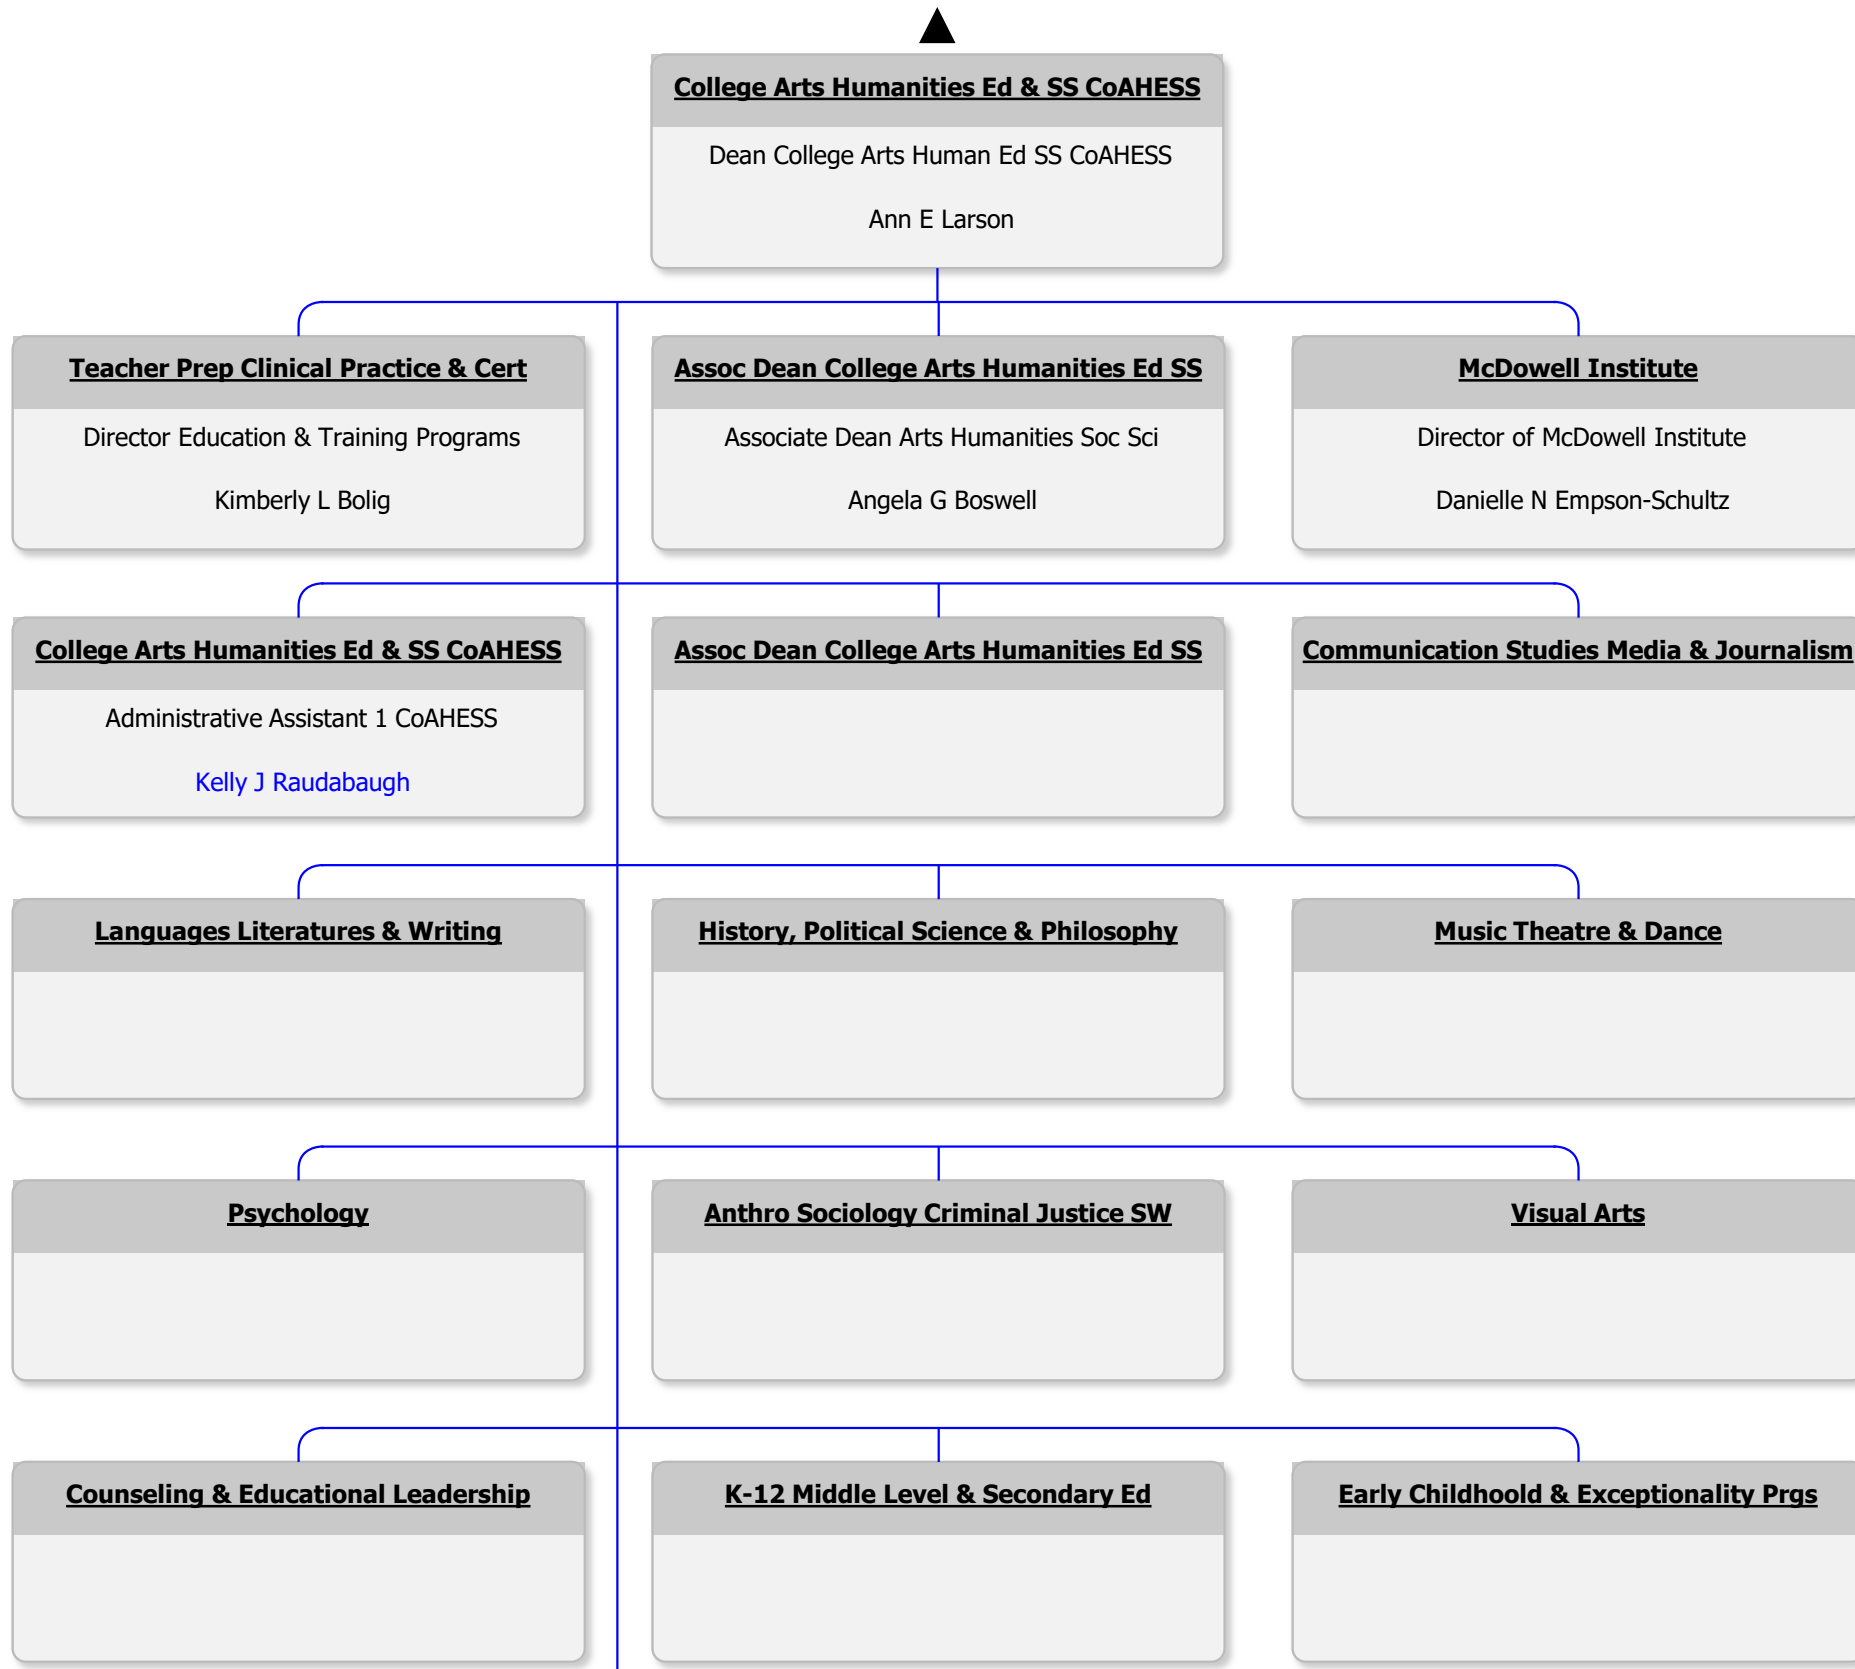 College Arts Humanities Ed & SS CoAHESS
Dean College Arts Human Ed SS CoAHESS
Ann E Larson
Teacher Prep Clinical Practice & Cert
Director Education & Training Programs
Kimberly L Bolig
Assoc Dean College Arts Humanities Ed SS
Associate Dean Arts Humanities Soc Sci
Angela G Boswell
McDowell Institute
Director of McDowell Institute
Danielle N Empson-Schultz
College Arts Humanities Ed & SS CoAHESS
Administrative Assistant 1 CoAHESS
Kelly J Raudabaugh
Assoc Dean College Arts Humanities Ed SS
Communication Studies Media & Journalism
Languages Literatures & Writing
History, Political Science & Philosophy
Music Theatre & Dance
Psychology
Anthro Sociology Criminal Justice SW
Visual Arts
Counseling & Educational Leadership
K-12 Middle Level & Secondary Ed
Early Childhoold & Exceptionality Prgs